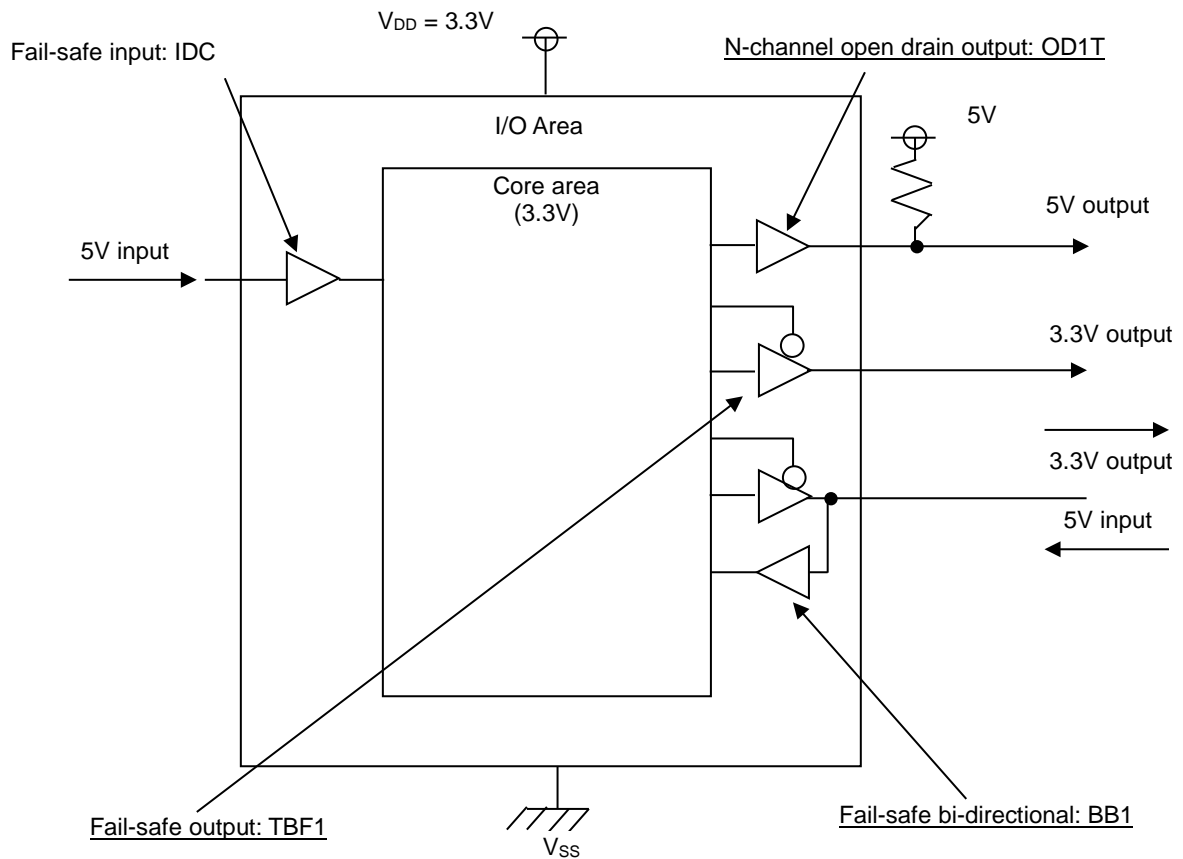 V_DD = 3.3V
Fail-safe input: IDC
N-channel open drain output: OD1T
I/O Area
5V
Core area
(3.3V)
5V output
5V input
3.3V output
3.3V output
5V input
Fail-safe output: TBF1
Fail-safe bi-directional: BB1
V_SS